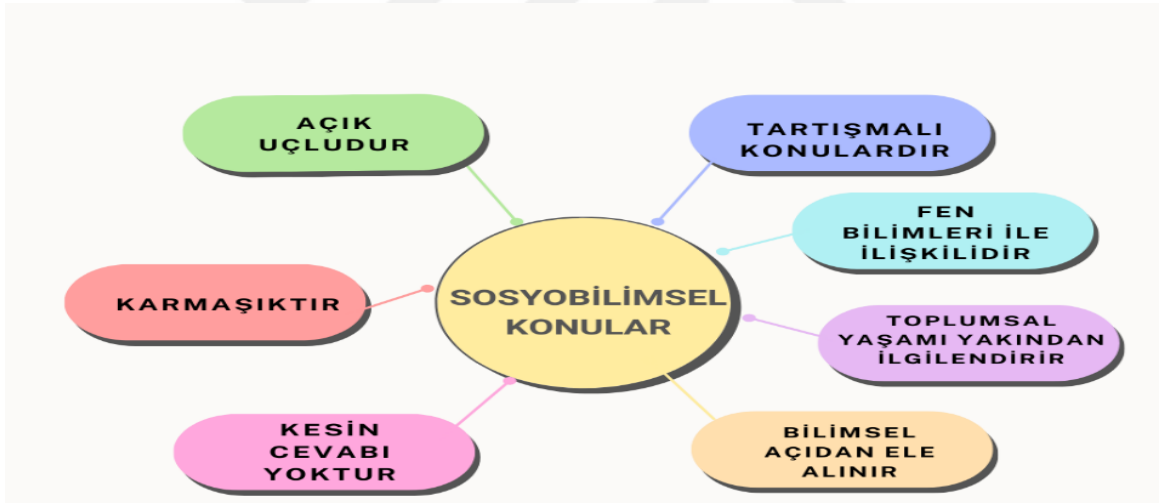 AÇIK
UÇLUDUR
TARTIŞMALI
KONULARDIR
FEN
BİLİMLERİ İLE
İLİŞKİLİDİR
KARMAŞIKTIR
SOSYOBİLİMSEL
KONULAR
TOPLUMSAL
YAŞAMI YAKINDAN
İLGİLENDİRİR
KESİN
CEVABI
YOKTUR
BİLİMSEL
AÇIDAN ELE
ALINIR